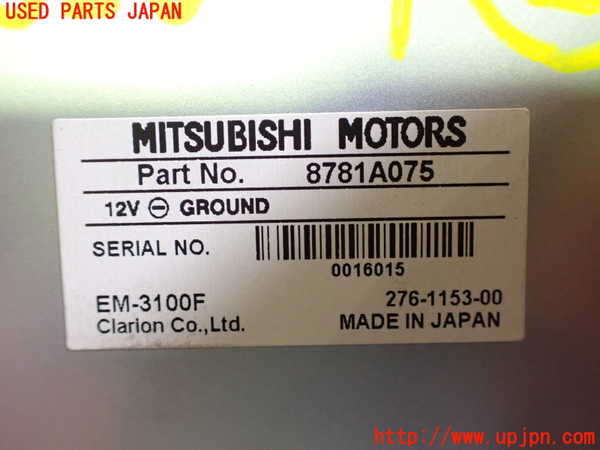 USED PARTS JAPAN
MITSUBISHI MOTORS
Part No. 8781A075
12V ⊖ GROUND
SERIAL NO.
0016015
EM-3100F 276-1153-00
Clarion Co.,Ltd. MADE IN JAPAN
http://www.upjpn.com/